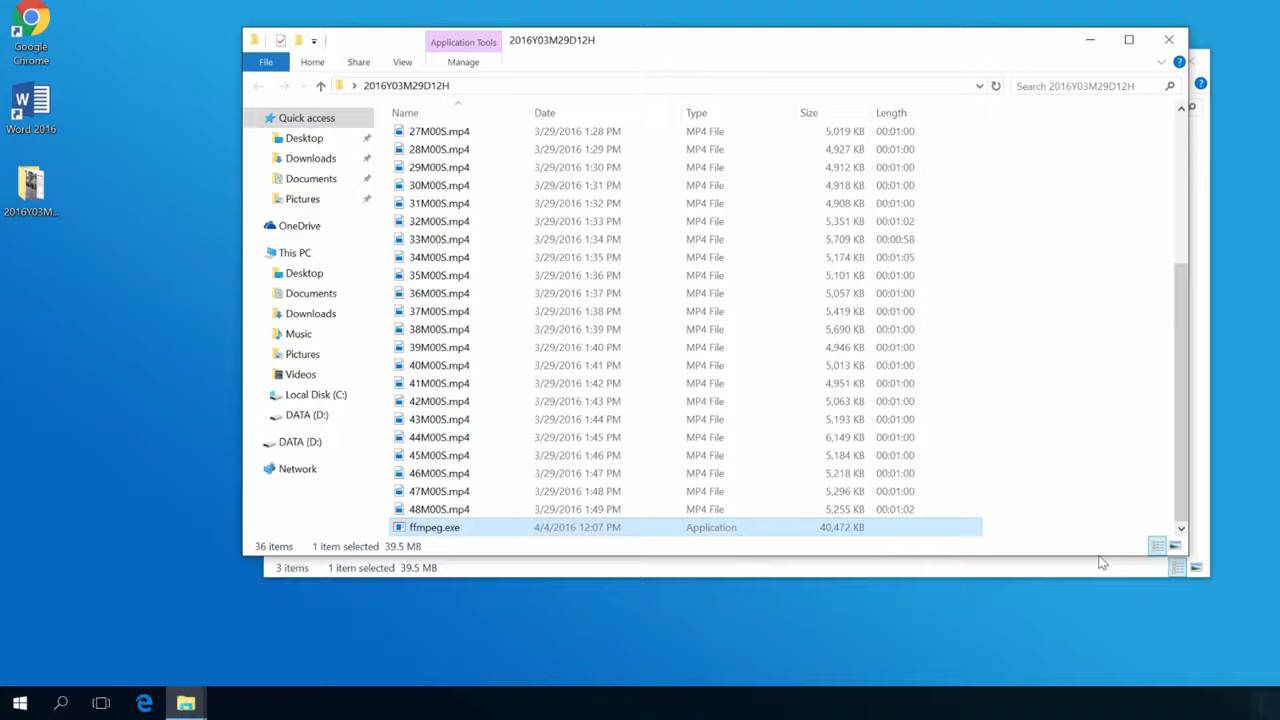 Google
Chrome
Word 2016
2016Y03M...
Application Tools
2016Y03M29D12H
File Home Share View Manage
2016Y03M29D12H
Search 2016Y03M29D12H
Quick access
Desktop
Downloads
Documents
Pictures
OneDrive
This PC
Desktop
Documents
Downloads
Music
Pictures
Videos
Local Disk (C:)
DATA (D:)
DATA (D:)
Network
Name Date Type Size Length
27M00S.mp4 3/29/2016 1:28 PM MP4 File 5,019 KB 00:01:00
28M00S.mp4 3/29/2016 1:29 PM MP4 File 4,927 KB 00:01:00
29M00S.mp4 3/29/2016 1:30 PM MP4 File 4,912 KB 00:01:00
30M00S.mp4 3/29/2016 1:31 PM MP4 File 4,918 KB 00:01:00
31M00S.mp4 3/29/2016 1:32 PM MP4 File 4,908 KB 00:01:00
32M00S.mp4 3/29/2016 1:33 PM MP4 File 5,351 KB 00:01:02
33M00S.mp4 3/29/2016 1:34 PM MP4 File 5,709 KB 00:00:58
34M00S.mp4 3/29/2016 1:35 PM MP4 File 5,174 KB 00:01:05
35M00S.mp4 3/29/2016 1:36 PM MP4 File 5,101 KB 00:01:00
36M00S.mp4 3/29/2016 1:37 PM MP4 File 5,057 KB 00:01:00
37M00S.mp4 3/29/2016 1:38 PM MP4 File 5,419 KB 00:01:00
38M00S.mp4 3/29/2016 1:39 PM MP4 File 5,690 KB 00:01:00
39M00S.mp4 3/29/2016 1:40 PM MP4 File 4,946 KB 00:01:00
40M00S.mp4 3/29/2016 1:41 PM MP4 File 5,013 KB 00:01:00
41M00S.mp4 3/29/2016 1:42 PM MP4 File 4,951 KB 00:01:00
42M00S.mp4 3/29/2016 1:43 PM MP4 File 5,063 KB 00:01:00
43M00S.mp4 3/29/2016 1:44 PM MP4 File 5,193 KB 00:01:00
44M00S.mp4 3/29/2016 1:45 PM MP4 File 6,149 KB 00:01:00
45M00S.mp4 3/29/2016 1:46 PM MP4 File 5,184 KB 00:01:00
46M00S.mp4 3/29/2016 1:47 PM MP4 File 5,218 KB 00:01:00
47M00S.mp4 3/29/2016 1:48 PM MP4 File 5,296 KB 00:01:00
48M00S.mp4 3/29/2016 1:49 PM MP4 File 5,255 KB 00:01:02
ffmpeg.exe 4/4/2016 12:07 PM Application 40,472 KB
36 items 1 item selected 39.5 MB
3 items 1 item selected 39.5 MB